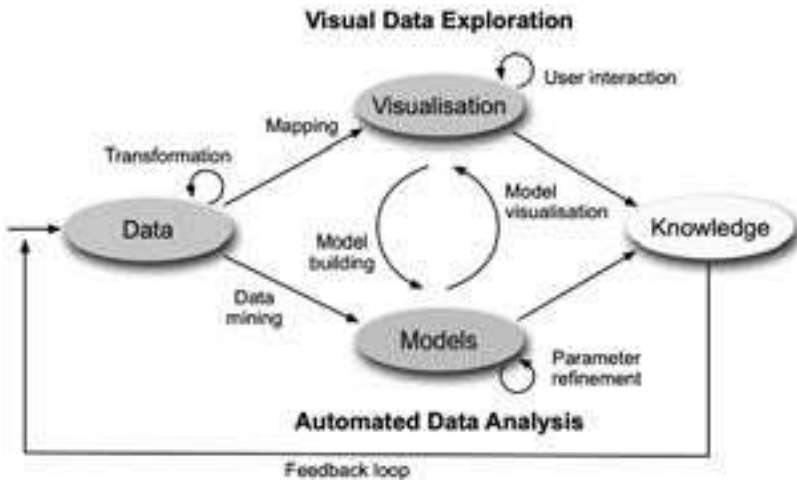 Visual Data Exploration
User interaction
Visualisation
Mapping
Transformation
Model
visualisation
Knowledge
Data
Model
building
Data
mining
Models
Parameter
refinement
Automated Data Analysis
Feedback loop